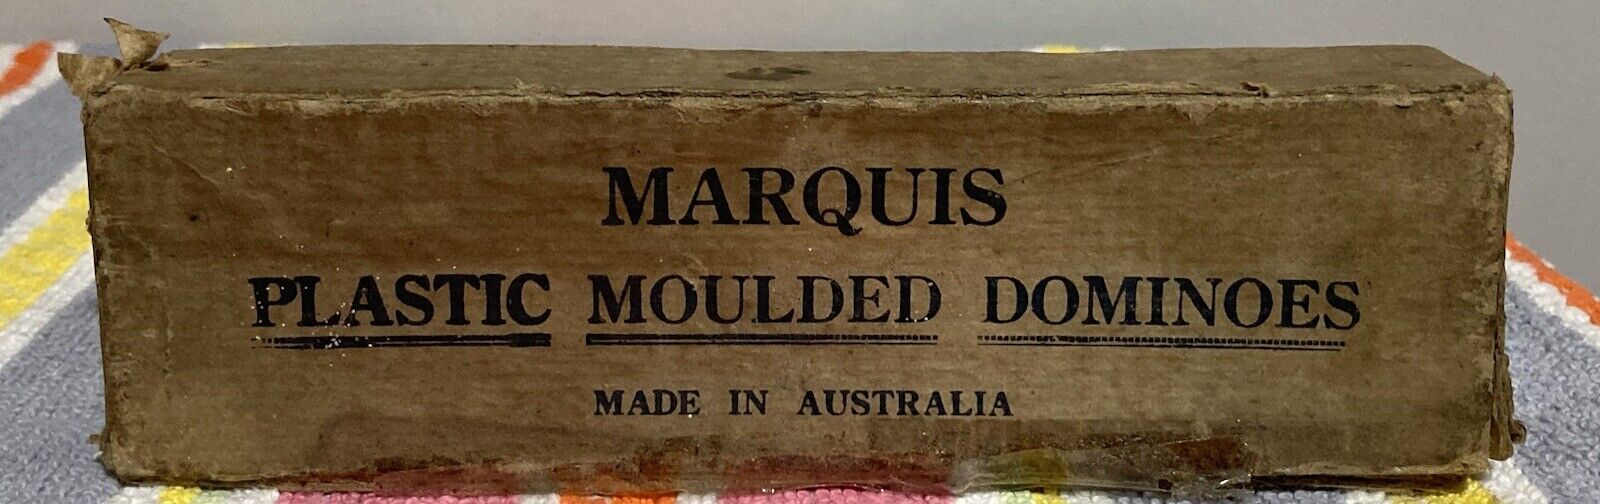 MARQUIS
PLASTIC MOULDED DOMINOES
MADE IN AUSTRALIA